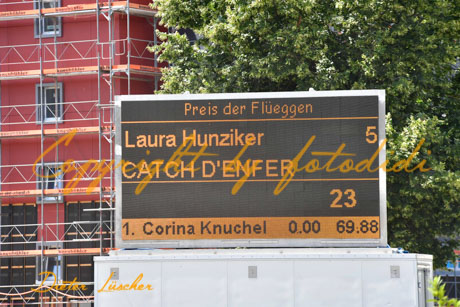 Preis der Flüeggen
Laura Hunziker 5
CATCH D'ENFER
23
1. Corina Knuchel 0.00 69.88
Copyright by fotodidi
Dieter Lüscher